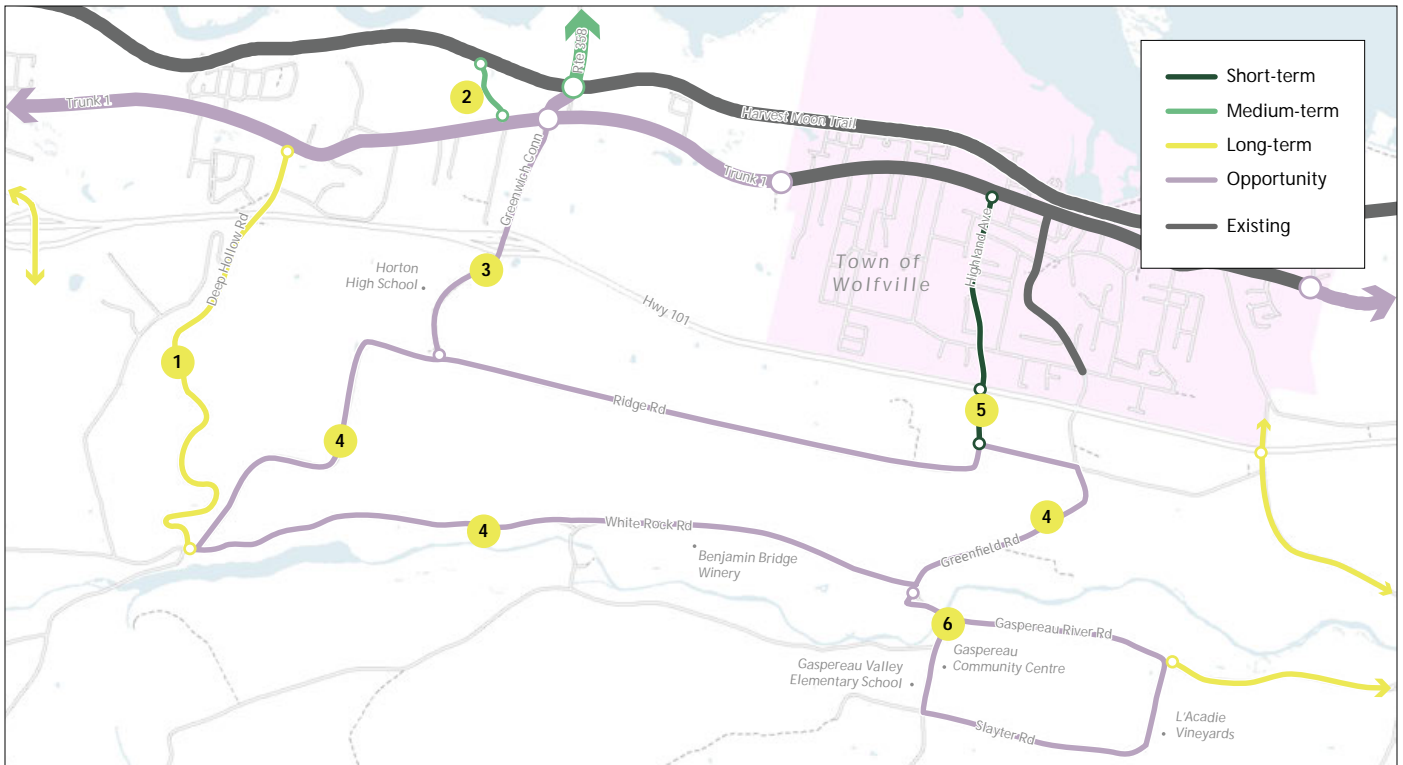 Short-term
Medium-term
Long-term
Opportunity
Existing
Rte 358
2
Trunk 1
Harvest Moon Trail
Greenwich Conn
Trunk 1
Highland Ave
Deep Hollow Rd
Town of
Wolfville
3
Horton
High School
Hwy 101
1
Ridge Rd
5
4
4
4
White Rock Rd
Greenfield Rd
Benjamin Bridge
Winery
6
Gaspereau River Rd
Gaspereau
Community Centre
Gaspereau Valley
Elementary School
L'Acadie
Vineyards
Slayter Rd